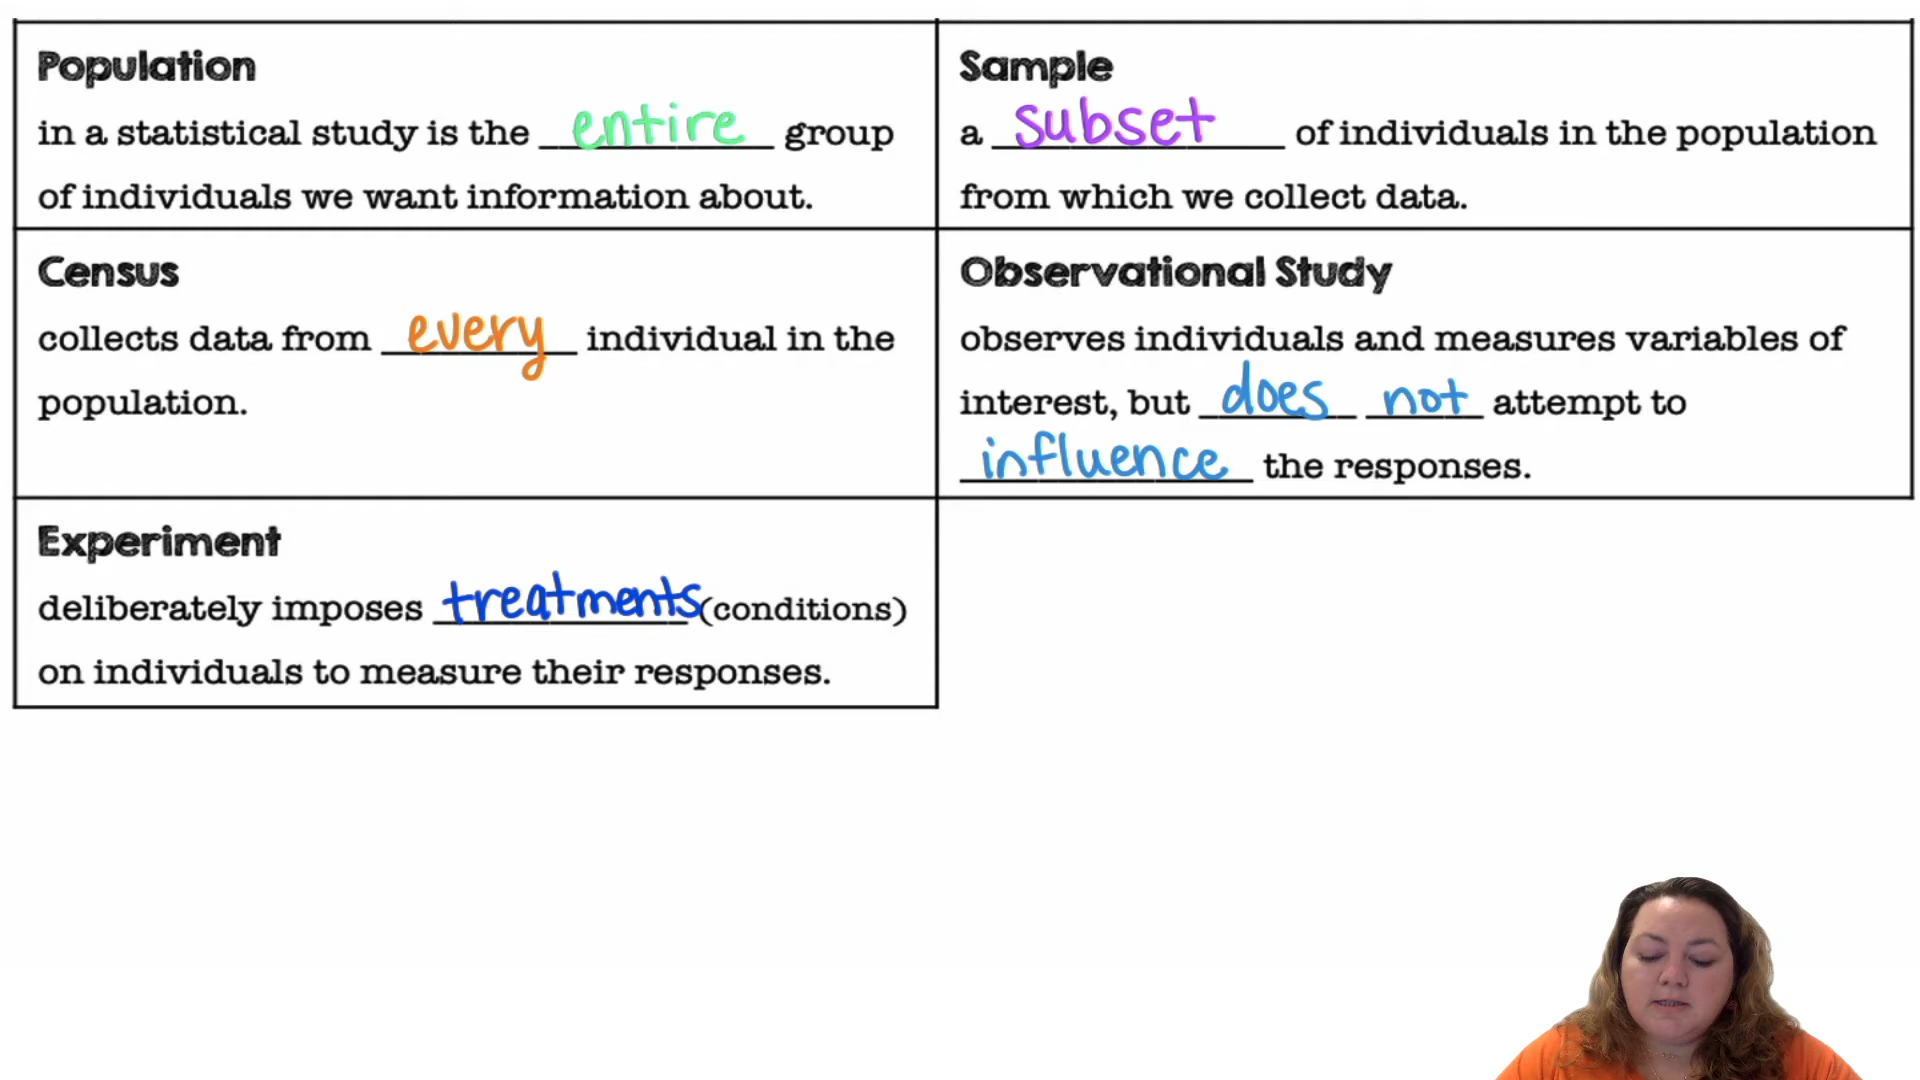 Population
in a statistical study is the entire group
of individuals we want information about.
Sample
a subset of individuals in the population
from which we collect data.
Census
collects data from every individual in the
population.
Observational Study
observes individuals and measures variables of
interest, but does not attempt to
influence the responses.
Experiment
deliberately imposes treatments (conditions)
on individuals to measure their responses.